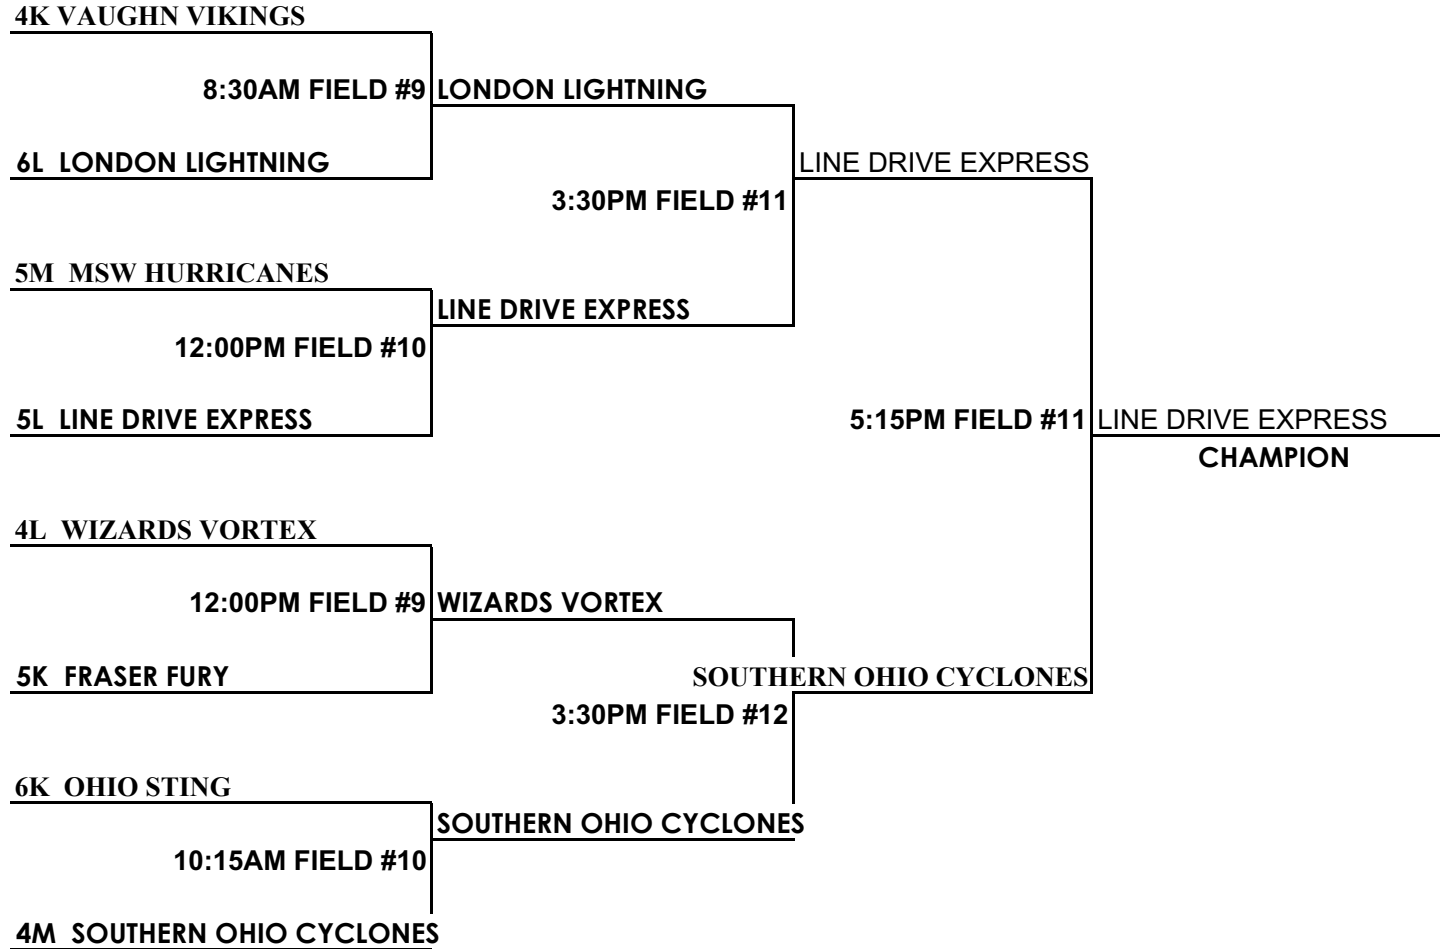 4K VAUGHN VIKINGS
8:30AM FIELD #9
LONDON LIGHTNING
6L  LONDON LIGHTNING
LINE DRIVE EXPRESS
3:30PM FIELD #11
5M  MSW HURRICANES
LINE DRIVE EXPRESS
12:00PM FIELD #10
5L  LINE DRIVE EXPRESS
5:15PM FIELD #11
LINE DRIVE EXPRESS
CHAMPION
4L  WIZARDS VORTEX
12:00PM FIELD #9
WIZARDS VORTEX
5K  FRASER FURY
SOUTHERN OHIO CYCLONES
3:30PM FIELD #12
6K  OHIO STING
SOUTHERN OHIO CYCLONES
10:15AM FIELD #10
4M  SOUTHERN OHIO CYCLONES